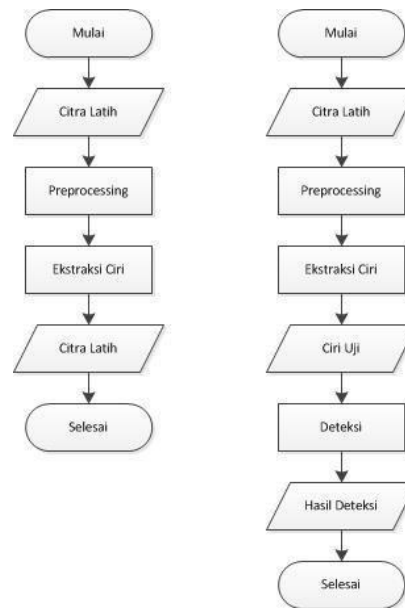 Mulai
Citra Latih
Preprocessing
Ekstraksi Ciri
Citra Latih
Selesai
Mulai
Citra Latih
Preprocessing
Ekstraksi Ciri
Ciri Uji
Deteksi
Hasil Deteksi
Selesai